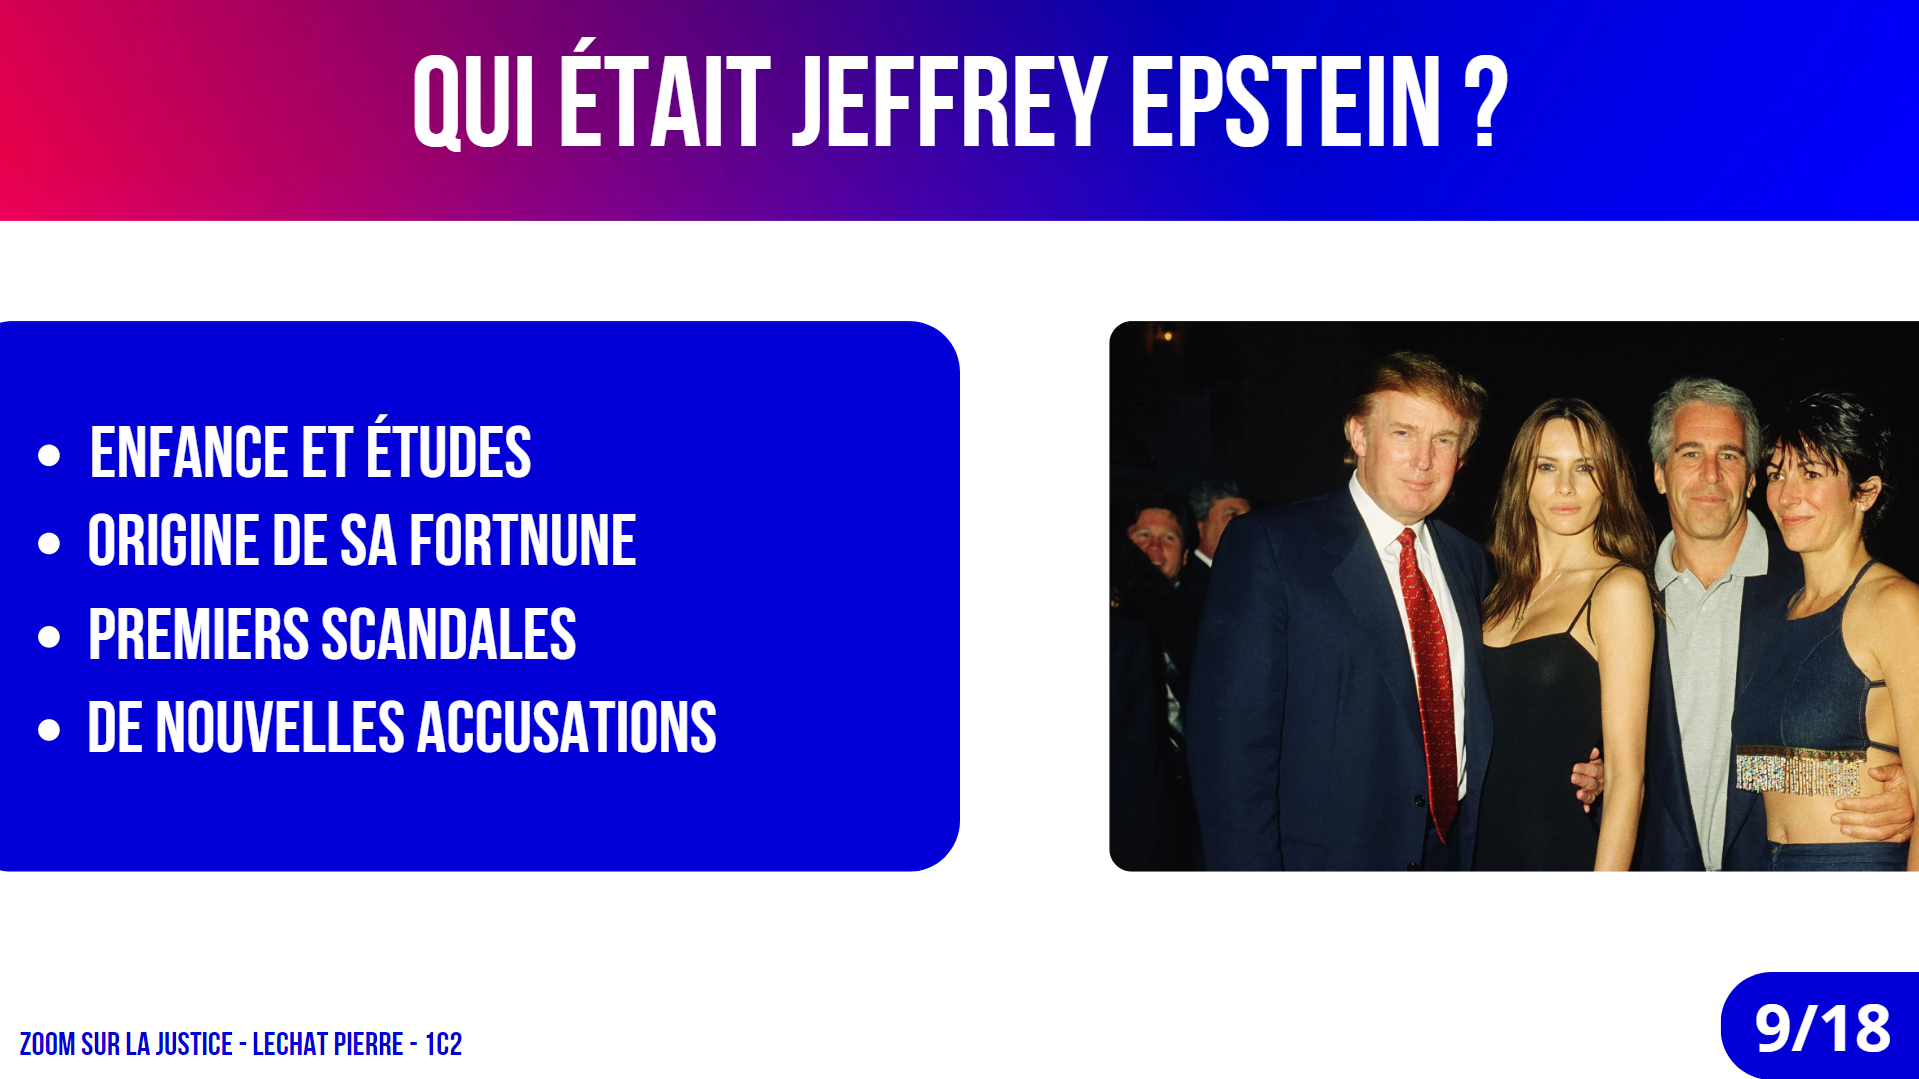 QUI ÉTAIT JEFFREY EPSTEIN ?
ENFANCE ET ÉTUDES
ORIGINE DE SA FORTNUNE
PREMIERS SCANDALES
DE NOUVELLES ACCUSATIONS
ZOOM SUR LA JUSTICE - LECHAT PIERRE - 1C2
9/18